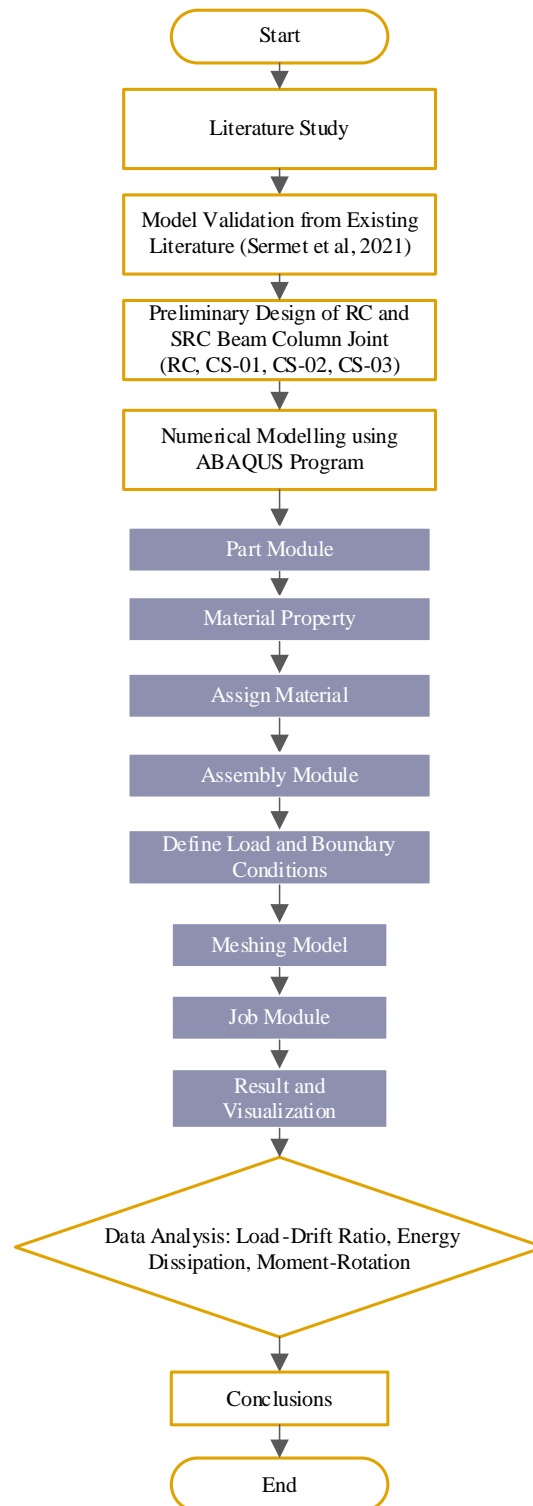 Start
Literature Study
Model Validation from Existing
Literature (Sermet et al, 2021)
Preliminary Design of RC and
SRC Beam Column Joint
(RC, CS-01, CS-02, CS-03)
Numerical Modelling using
ABAQUS Program
Part Module
Material Property
Assign Material
Assembly Module
Define Load and Boundary
Conditions
Meshing Model
Job Module
Result and
Visualization
Data Analysis: Load-Drift Ratio, Energy
Dissipation, Moment-Rotation
Conclusions
End